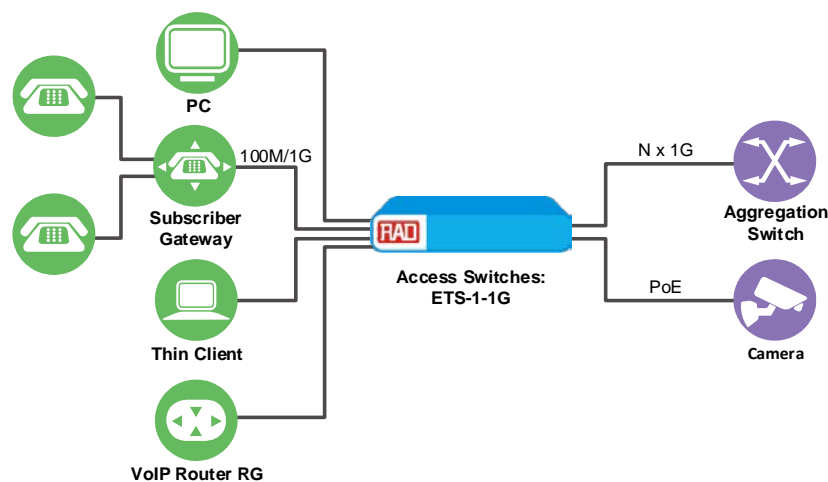 PC
100M/1G
Subscriber
Gateway
Thin Client
VoIP Router RG
RAD
Access Switches:
ETS-1-1G
N x 1G
Aggregation
Switch
PoE
Camera